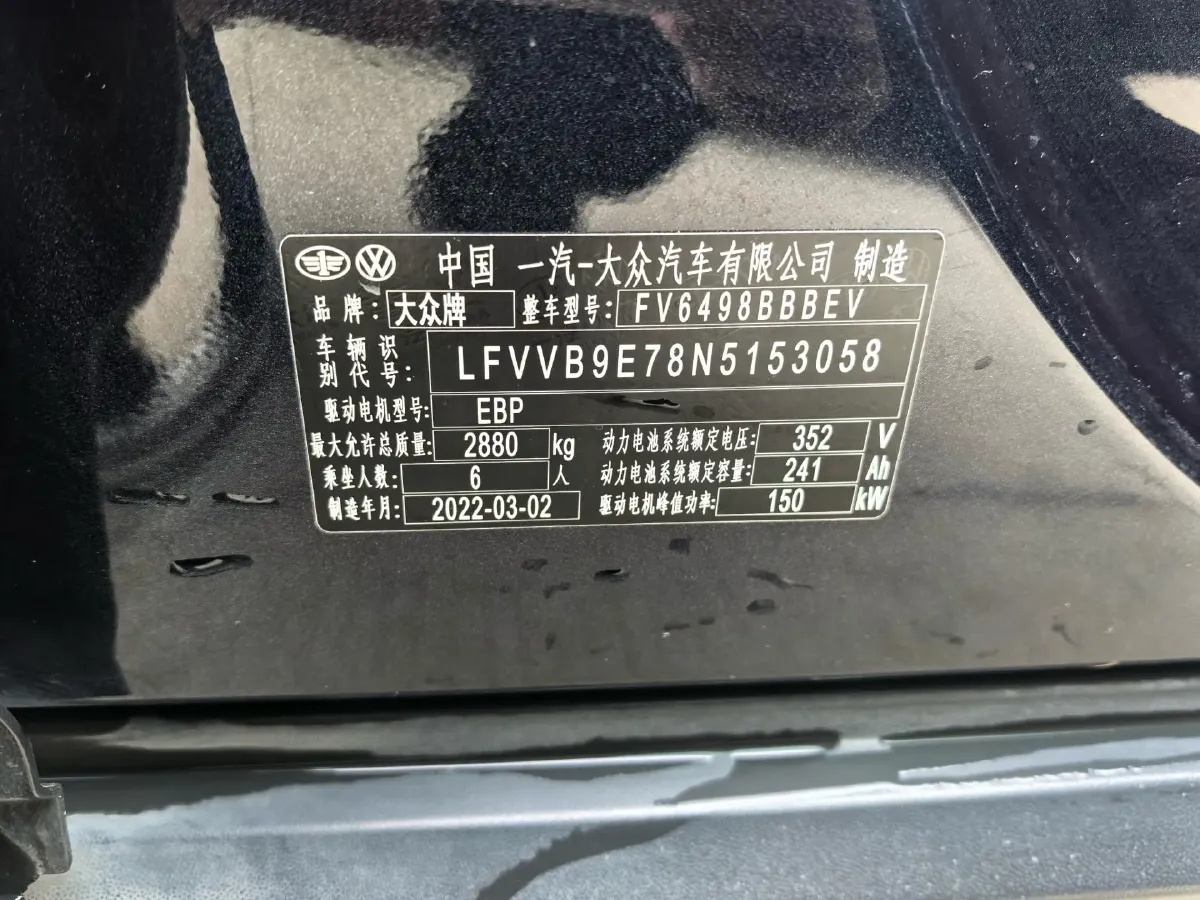 中国 一汽-大众汽车有限公司 制造
品牌: 大众牌 整车型号: FV6498BBBEV
车辆识别代号: LFVVB9E78N5153058
驱动电机型号: EBP
最大允许总质量: 2880 kg 动力电池系统额定电压: 352 V
乘坐人数: 6 人 动力电池系统额定容量: 241 Ah
制造年月: 2022-03-02 驱动电机峰值功率: 150 kW